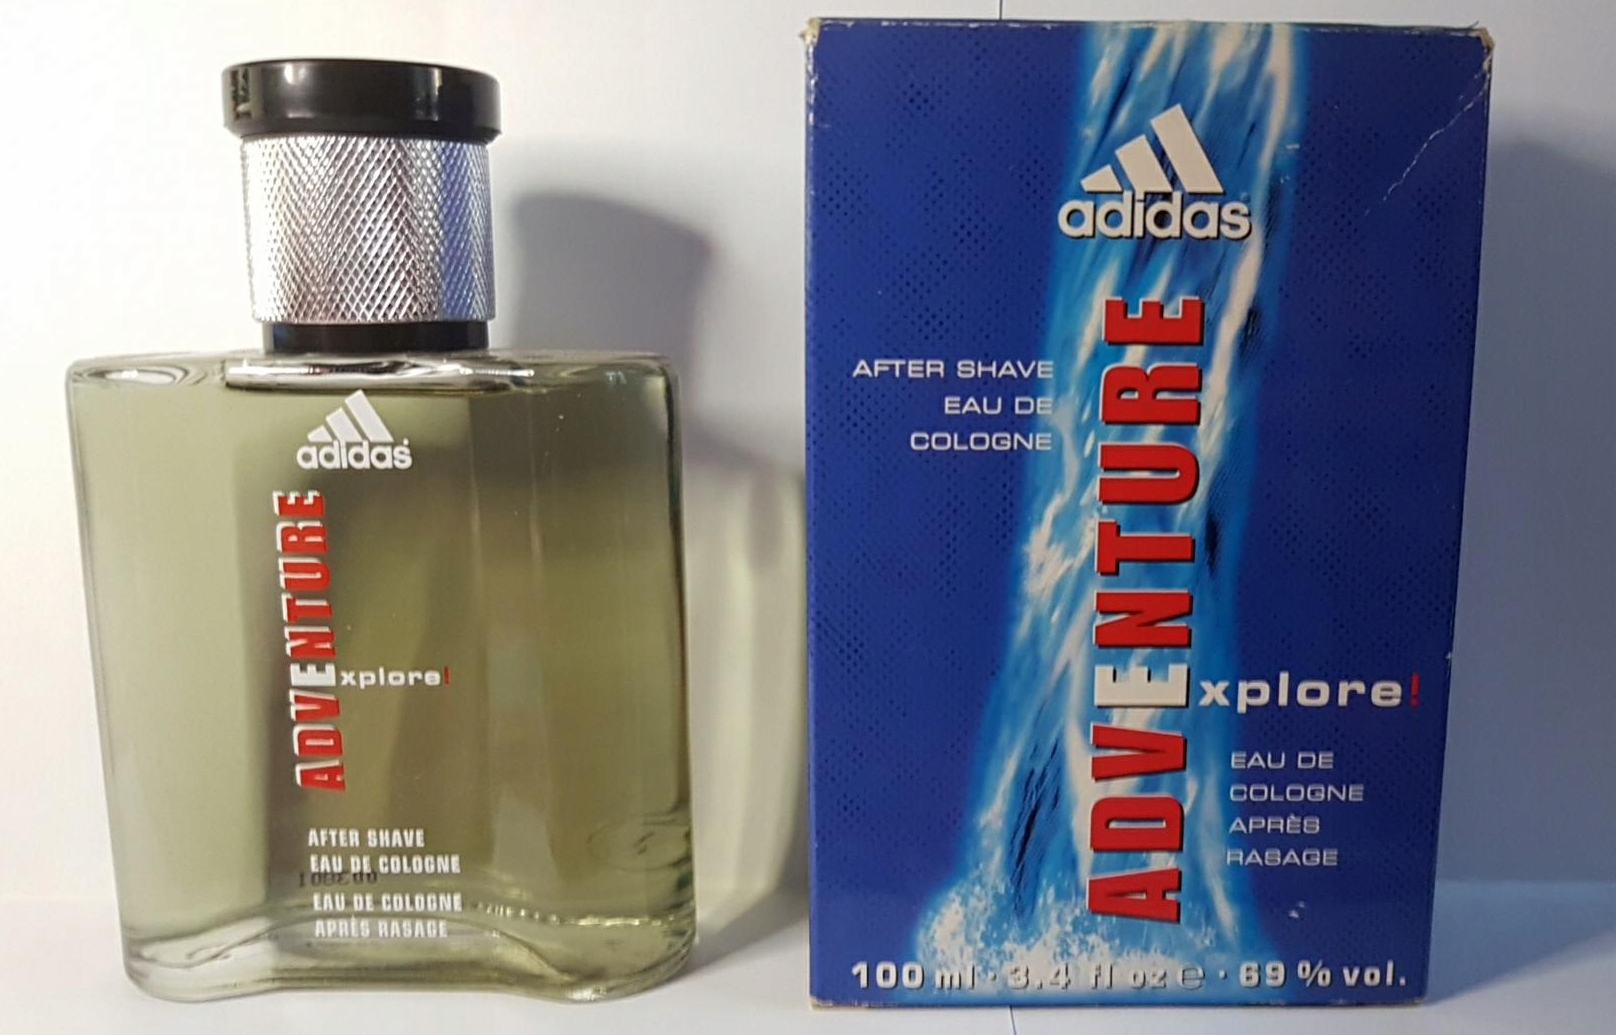 adidas
ADVENTURE
xplore!
AFTER SHAVE
EAU DE COLOGNE
EAU DE COLOGNE
APRÈS RASAGE
adidas
AFTER SHAVE
EAU DE
COLOGNE
ADVENTURE
xplore!
EAU DE
COLOGNE
APRÈS
RASAGE
100 ml · 3.4 fl oz e · 69 % vol.